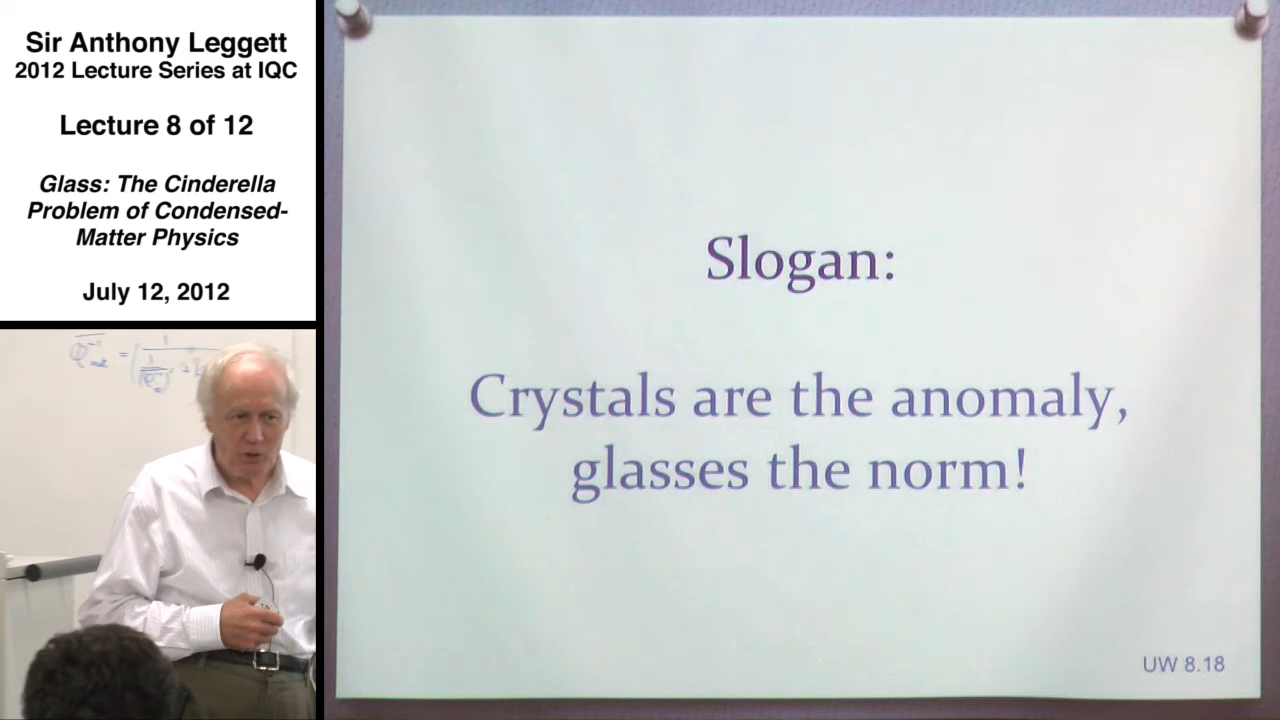 Sir Anthony Leggett
2012 Lecture Series at IQC
Lecture 8 of 12
Glass: The Cinderella
Problem of Condensed-
Matter Physics
July 12, 2012
Slogan:
Crystals are the anomaly,
glasses the norm!
UW 8.18